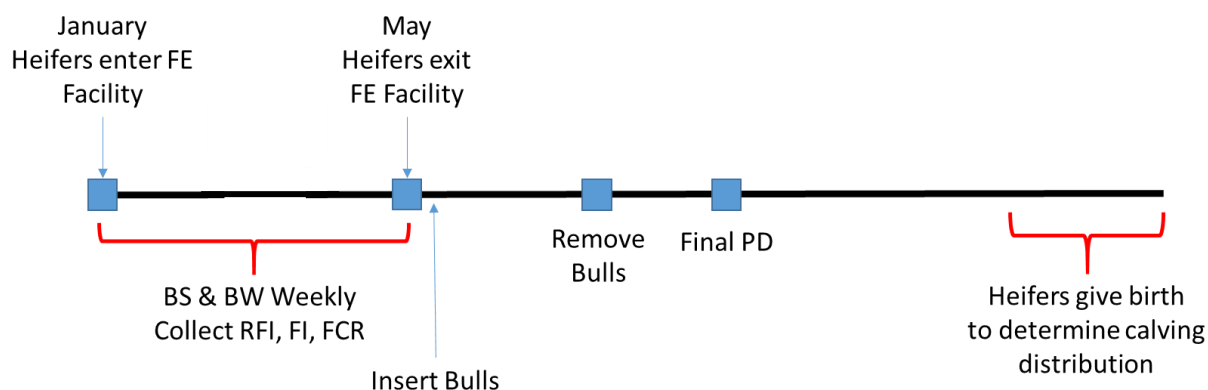 January
Heifers enter FE
Facility
May
Heifers exit
FE Facility
BS & BW Weekly
Collect RFI, FI, FCR
Insert Bulls
Remove
Bulls
Final PD
Heifers give birth
to determine calving
distribution